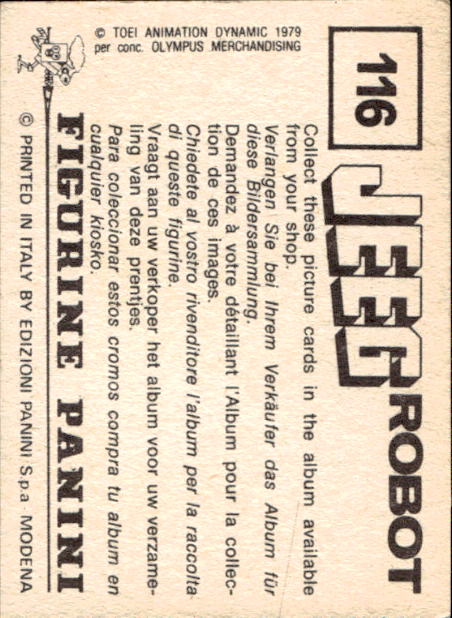 116
JEEG ROBOT
Collect these picture cards in the album available
from your shop.
Verlangen Sie bei Ihrem Verkäufer das Album für
diese Bildersammlung.
Demandez à votre détaillant l'Album pour la collec-
tion de ces images.
Chiedete al vostro rivenditore l'album per la raccolta
di queste figurine.
Vraagt aan uw verkoper het album voor uw verzame-
ling van deze prentjes.
Para coleccionar estos cromos compra tu album en
cualquier kiosko.
© TOEI ANIMATION DYNAMIC 1979
per conc. OLYMPUS MERCHANDISING
FIGURINE PANINI
© PRINTED IN ITALY BY EDIZIONI PANINI S.p.a - MODENA